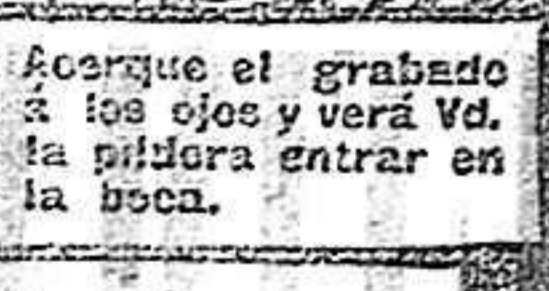 Acerque el grabado
á los ojos y verá Vd.
la píldora entrar en
la boca.